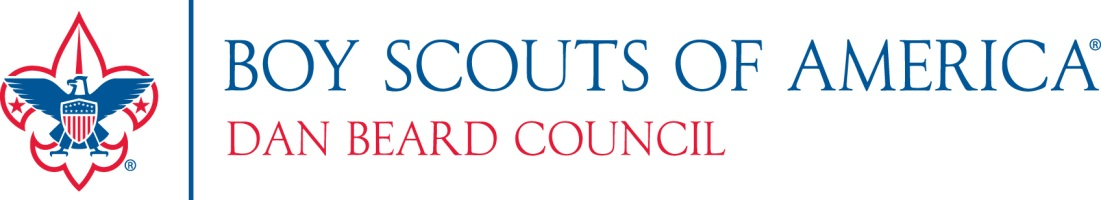 BOY SCOUTS OF AMERICA®
DAN BEARD COUNCIL
®